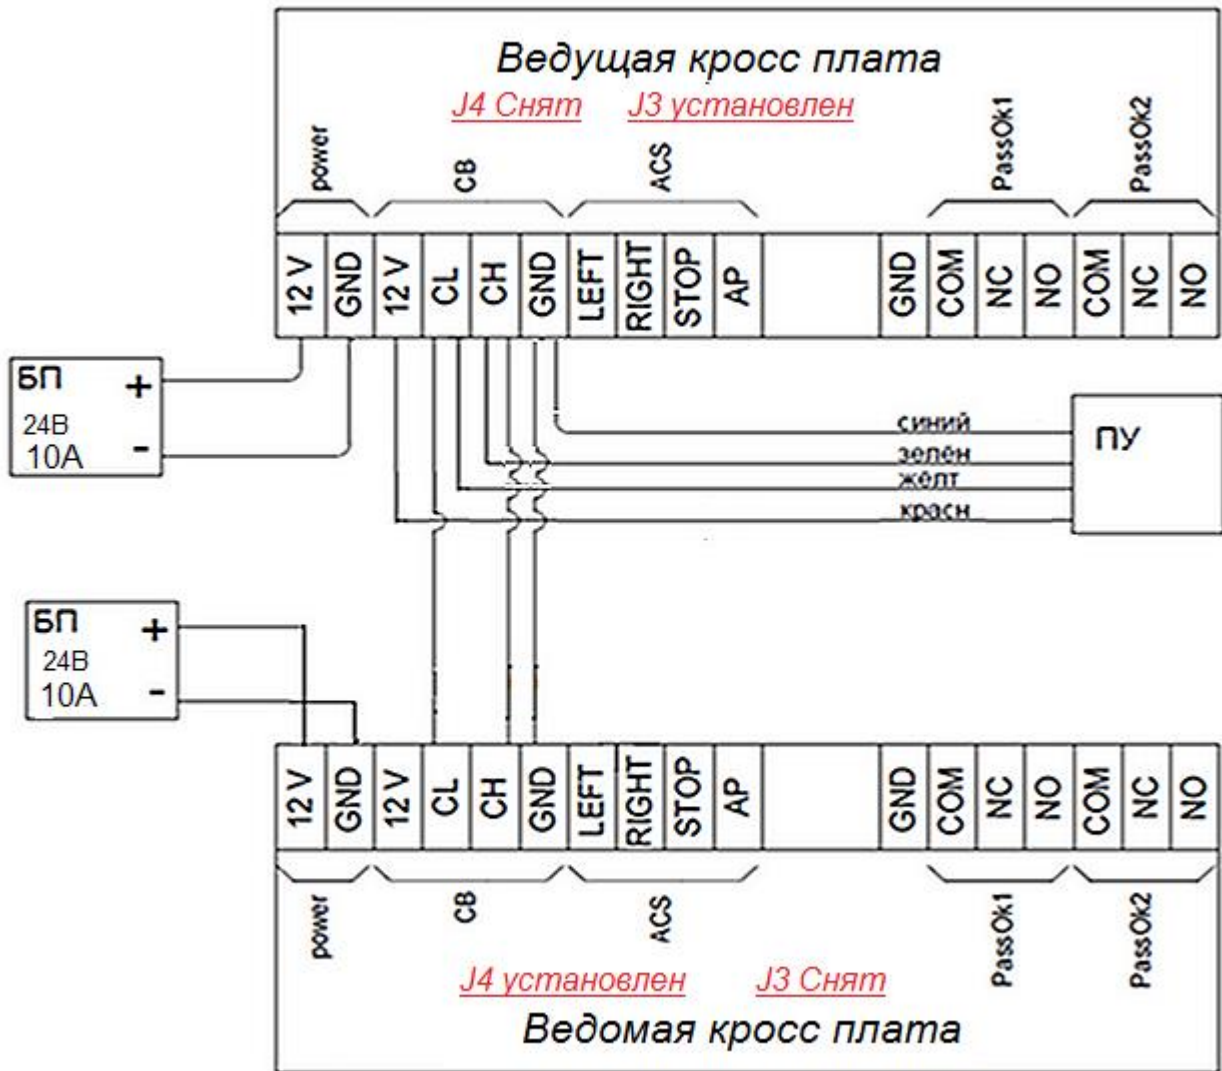 Ведущая кросс плата
J4 Снят J3 установлен
power CB ACS PassOk1 PassOk2
12 V GND 12 V CL CH GND LEFT RIGHT STOP AP GND COM NC NO COM NC NO
БП +
24В
10А -
синий
зелён
жёлт
красн
ПУ
БП +
24В
10А -
12 V GND 12 V CL CH GND LEFT RIGHT STOP AP GND COM NC NO COM NC NO
power CB ACS PassOk1 PassOk2
J4 установлен J3 Снят
Ведомая кросс плата